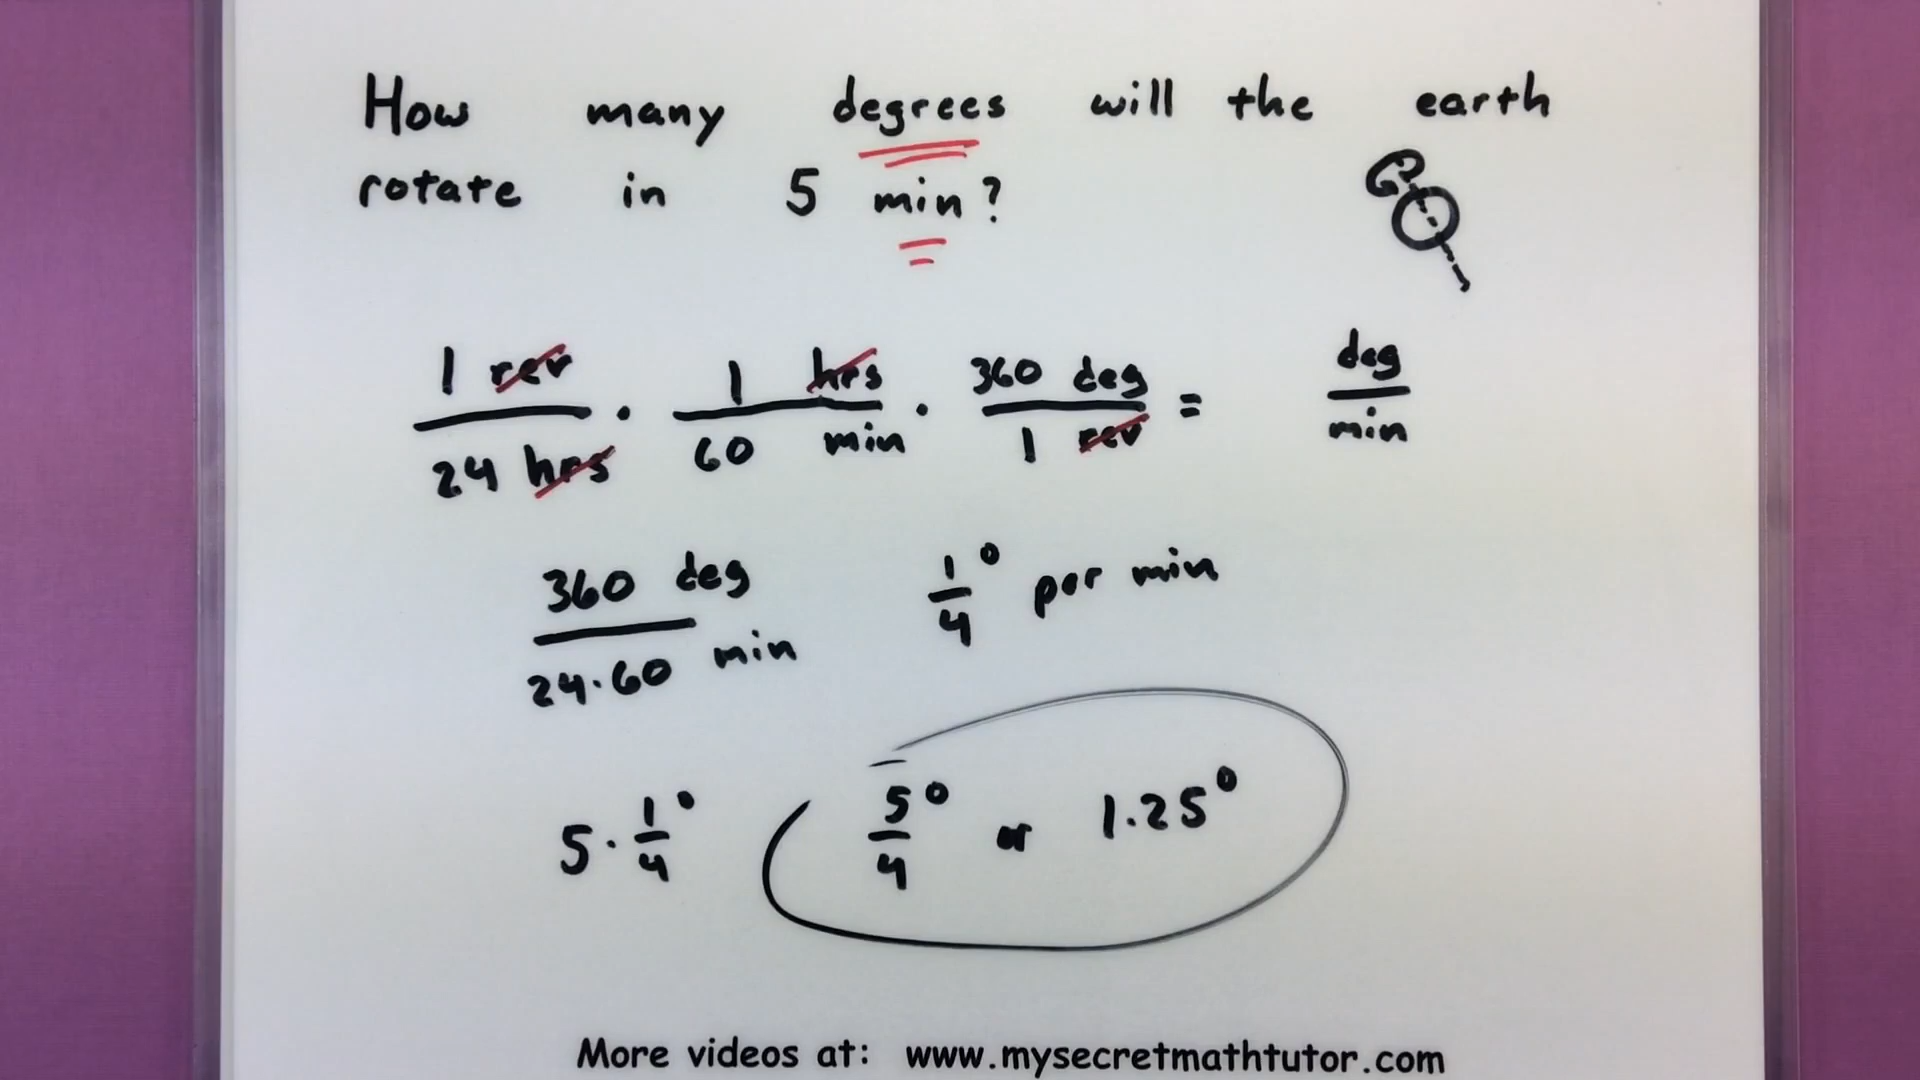 How many degrees will the earth
rotate in 5 min?
1 rev / 24 hrs · 1 hrs / 60 min · 360 deg / 1 rev = deg / min
360 deg / 24·60 min 1/4° per min
5 · 1/4° 5/4° or 1.25°
More videos at: www.mysecretmathtutor.com